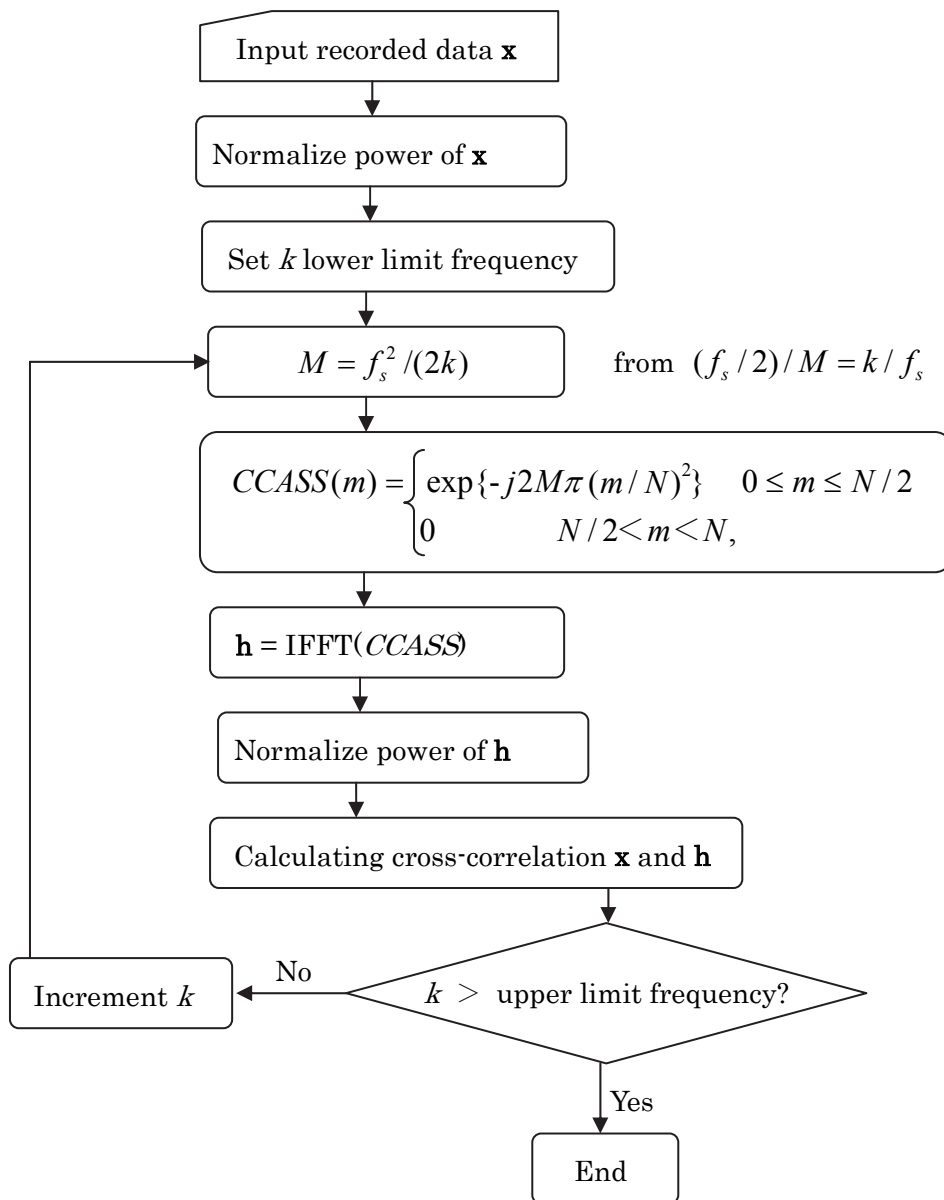 Input recorded data x
Normalize power of x
Set k lower limit frequency
M = f_s^2 /(2k) from (f_s / 2) / M = k / f_s
CCASS(m) = { exp{-j2Mπ(m/N)^2} 0 ≤ m ≤ N / 2
0 N / 2＜m＜N,
h = IFFT(CCASS)
Normalize power of h
Calculating cross-correlation x and h
No
Increment k
k > upper limit frequency?
Yes
End